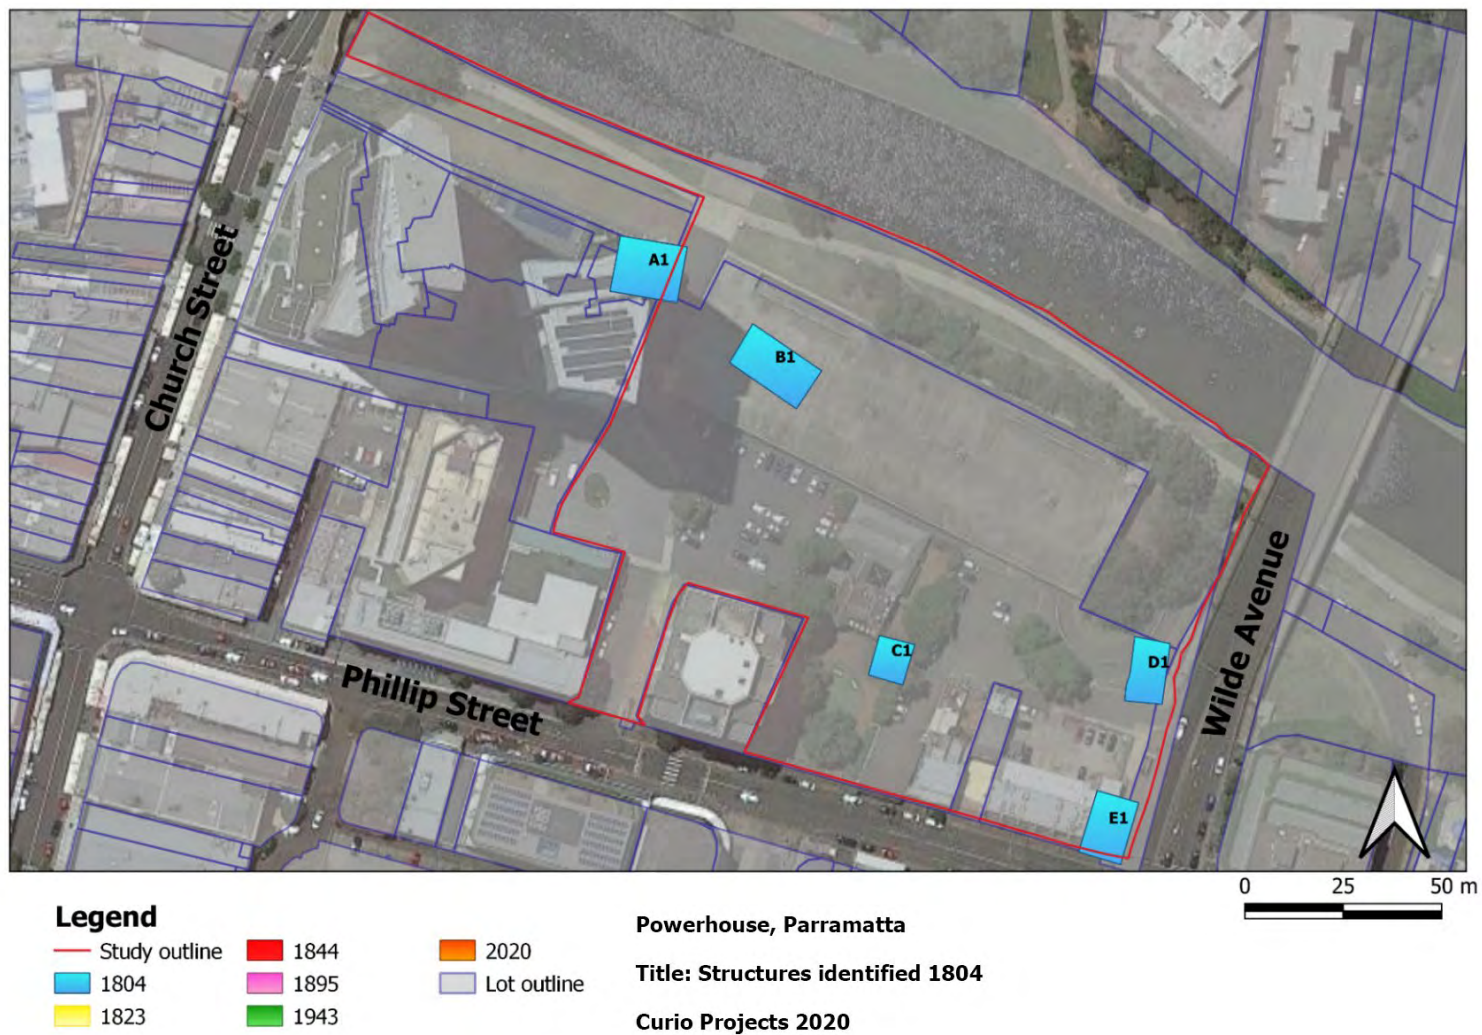 Church Street
A1
B1
C1
D1
E1
Phillip Street
Wilde Avenue
0 25 50 m
Legend
Study outline
1804
1823
1844
1895
1943
2020
Lot outline
Powerhouse, Parramatta
Title: Structures identified 1804
Curio Projects 2020